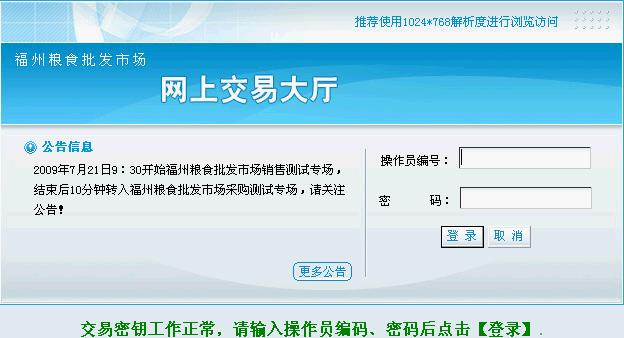 推荐使用1024*768解析度进行浏览访问
福州粮食批发市场
网上交易大厅
公告信息
2009年7月21日9：30开始福州粮食批发市场销售测试专场，
结束后10分钟转入福州粮食批发市场采购测试专场，请关注
公告！
更多公告
操作员编号：
密 码：
登 录 取 消
交易密钥工作正常，请输入操作员编码、密码后点击【登录】.